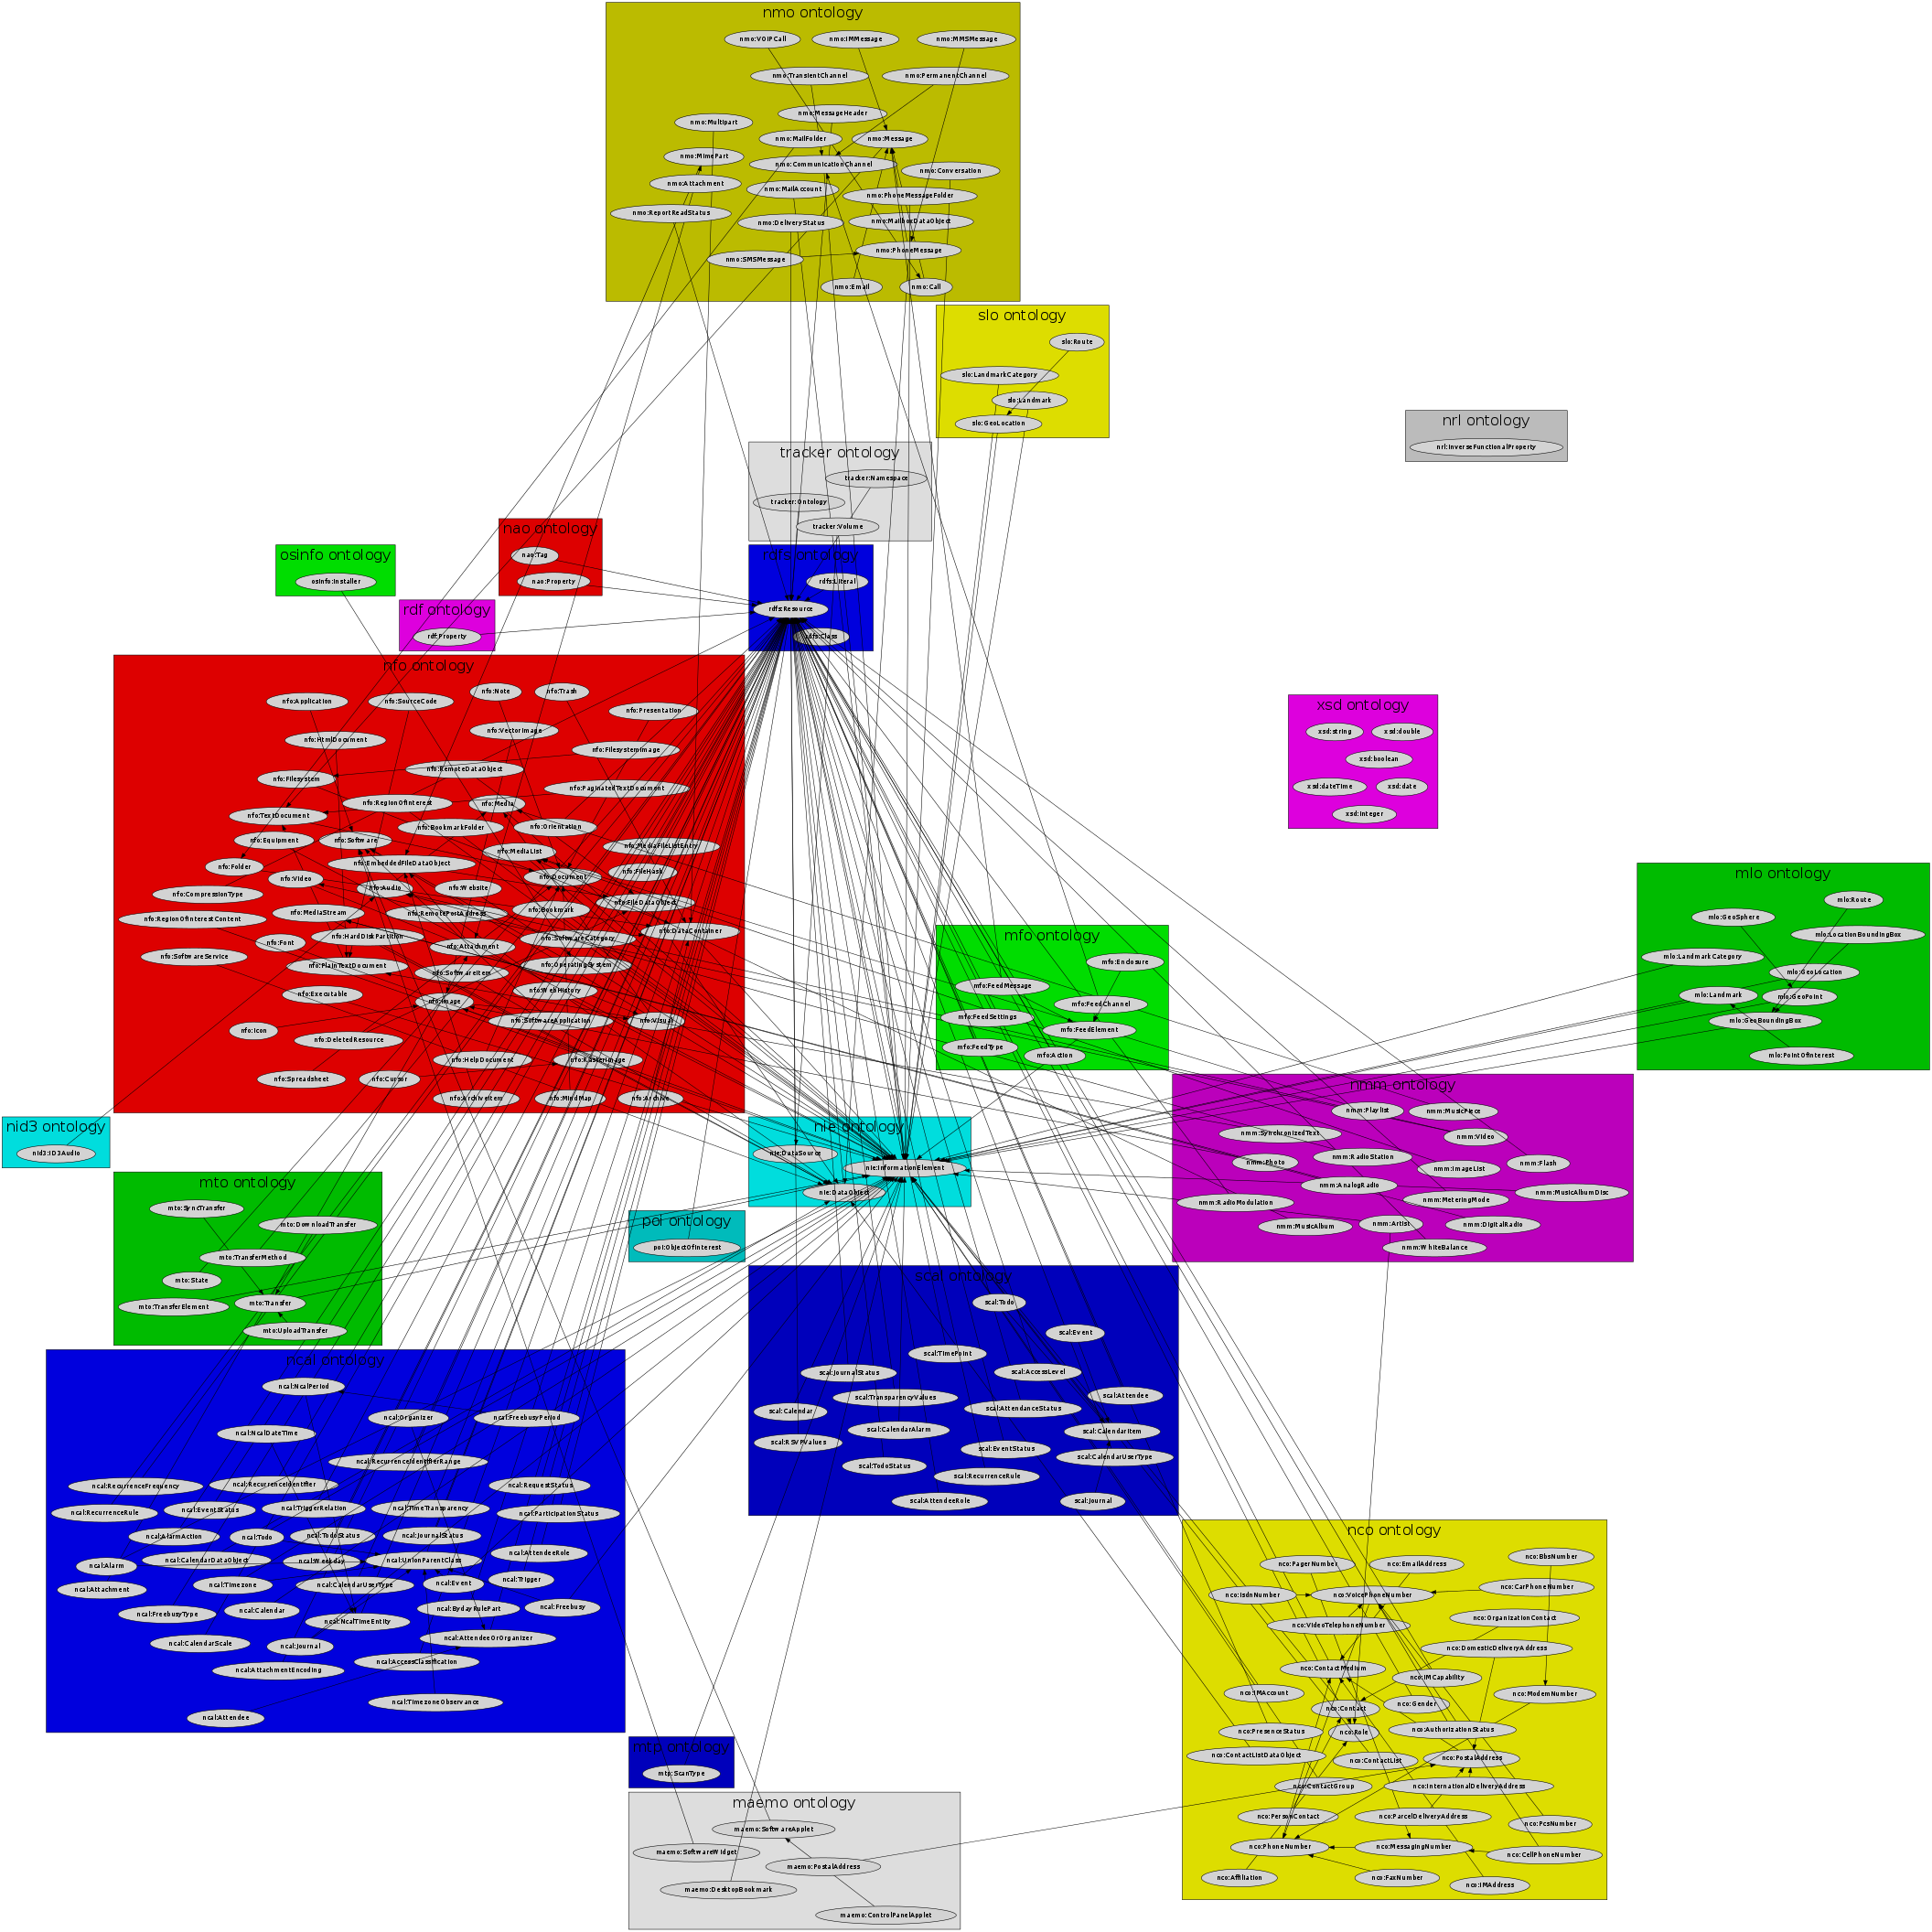 nmo ontology
nmo:VOIPCall
nmo:IMMessage
nmo:MMSMessage
nmo:TransientChannel
nmo:PermanentChannel
nmo:MessageHeader
nmo:Multipart
nmo:MailFolder
nmo:Message
nmo:MimePart
nmo:CommunicationChannel
nmo:Conversation
nmo:Attachment
nmo:MailAccount
nmo:PhoneMessageFolder
nmo:ReportReadStatus
nmo:DeliveryStatus
nmo:MailboxDataObject
nmo:PhoneMessage
nmo:SMSMessage
nmo:Email
nmo:Call
slo ontology
slo:Route
slo:LandmarkCategory
slo:Landmark
slo:GeoLocation
nrl ontology
nrl:InverseFunctionalProperty
tracker ontology
tracker:Namespace
tracker:Ontology
tracker:Volume
nao ontology
nao:Tag
nao:Property
osinfo ontology
osinfo:Installer
rdfs ontology
rdfs:Literal
rdfs:Resource
rdfs:Class
rdf ontology
rdf:Property
nfo ontology
nfo:Application
nfo:SourceCode
nfo:Note
nfo:Trash
nfo:Presentation
nfo:VectorImage
nfo:HtmlDocument
nfo:FilesystemImage
nfo:RemoteDataObject
nfo:Filesystem
nfo:PaginatedTextDocument
nfo:RegionOfInterest
nfo:Media
nfo:TextDocument
nfo:BookmarkFolder
nfo:Orientation
nfo:Equipment
nfo:Software
nfo:MediaFileListEntry
nfo:MediaList
nfo:Folder
nfo:EmbeddedFileDataObject
nfo:FileHash
nfo:Video
nfo:Document
nfo:CompressionType
nfo:Audio
nfo:Website
nfo:FileDataObject
nfo:MediaStream
nfo:RemotePortAddress
nfo:Bookmark
nfo:RegionOfInterestContent
nfo:DataContainer
nfo:Font
nfo:HardDiskPartition
nfo:SoftwareCategory
nfo:Attachment
nfo:SoftwareService
nfo:PlainTextDocument
nfo:OperatingSystem
nfo:SoftwareItem
nfo:WebHistory
nfo:Executable
nfo:Image
nfo:SoftwareApplication
nfo:Visual
nfo:Icon
nfo:DeletedResource
nfo:HelpDocument
nfo:RasterImage
nfo:Spreadsheet
nfo:Cursor
nfo:ArchiveItem
nfo:MindMap
nfo:Archive
xsd ontology
xsd:string
xsd:double
xsd:boolean
xsd:dateTime
xsd:date
xsd:integer
mlo ontology
mlo:Route
mlo:GeoSphere
mlo:LocationBoundingBox
mlo:LandmarkCategory
mlo:GeoLocation
mlo:Landmark
mlo:GeoPoint
mlo:GeoBoundingBox
mlo:PointOfInterest
mfo ontology
mfo:Enclosure
mfo:FeedMessage
mfo:FeedChannel
mfo:FeedSettings
mfo:FeedElement
mfo:FeedType
mfo:Action
nmm ontology
nmm:Playlist
nmm:MusicPiece
nmm:SynchronizedText
nmm:Video
nmm:RadioStation
nmm:Photo
nmm:ImageList
nmm:Flash
nmm:AnalogRadio
nmm:MusicAlbumDisc
nmm:RadioModulation
nmm:MeteringMode
nmm:MusicAlbum
nmm:Artist
nmm:DigitalRadio
nmm:WhiteBalance
nid3 ontology
nid3:ID3Audio
nie ontology
nie:DataSource
nie:InformationElement
nie:DataObject
mto ontology
mto:SyncTransfer
mto:DownloadTransfer
mto:TransferMethod
mto:State
mto:TransferElement
mto:Transfer
mto:UploadTransfer
poi ontology
poi:ObjectOfInterest
scal ontology
scal:Todo
scal:Event
scal:TimePoint
scal:JournalStatus
scal:AccessLevel
scal:TransparencyValues
scal:Attendee
scal:Calendar
scal:AttendanceStatus
scal:CalendarAlarm
scal:CalendarItem
scal:RSVPValues
scal:EventStatus
scal:CalendarUserType
scal:TodoStatus
scal:RecurrenceRule
scal:AttendeeRole
scal:Journal
ncal ontology
ncal:NcalPeriod
ncal:Organizer
ncal:FreebusyPeriod
ncal:NcalDateTime
ncal:RecurrenceIdentifierRange
ncal:RecurrenceFrequency
ncal:RecurrenceIdentifier
ncal:RequestStatus
ncal:RecurrenceRule
ncal:EventStatus
ncal:TriggerRelation
ncal:TimeTransparency
ncal:ParticipationStatus
ncal:AlarmAction
ncal:Todo
ncal:TodoStatus
ncal:JournalStatus
ncal:AttendeeRole
ncal:Alarm
ncal:CalendarDataObject
ncal:Weekday
ncal:UnionParentClass
ncal:Attachment
ncal:Timezone
ncal:CalendarUserType
ncal:Event
ncal:Trigger
ncal:FreebusyType
ncal:Calendar
ncal:BydayRulePart
ncal:Freebusy
ncal:NcalTimeEntity
ncal:CalendarScale
ncal:Journal
ncal:AttendeeOrOrganizer
ncal:AttachmentEncoding
ncal:AccessClassification
ncal:TimezoneObservance
ncal:Attendee
nco ontology
nco:PagerNumber
nco:EmailAddress
nco:BbsNumber
nco:IsdnNumber
nco:VoicePhoneNumber
nco:CarPhoneNumber
nco:VideoTelephoneNumber
nco:OrganizationContact
nco:DomesticDeliveryAddress
nco:ContactMedium
nco:IMCapability
nco:IMAccount
nco:Gender
nco:ModemNumber
nco:Contact
nco:PresenceStatus
nco:Role
nco:AuthorizationStatus
nco:ContactListDataObject
nco:ContactList
nco:PostalAddress
nco:ContactGroup
nco:InternationalDeliveryAddress
nco:PersonContact
nco:ParcelDeliveryAddress
nco:PcsNumber
nco:PhoneNumber
nco:MessagingNumber
nco:CellPhoneNumber
nco:Affiliation
nco:FaxNumber
nco:IMAddress
mtp ontology
mtp:ScanType
maemo ontology
maemo:SoftwareApplet
maemo:SoftwareWidget
maemo:PostalAddress
maemo:DesktopBookmark
maemo:ControlPanelApplet